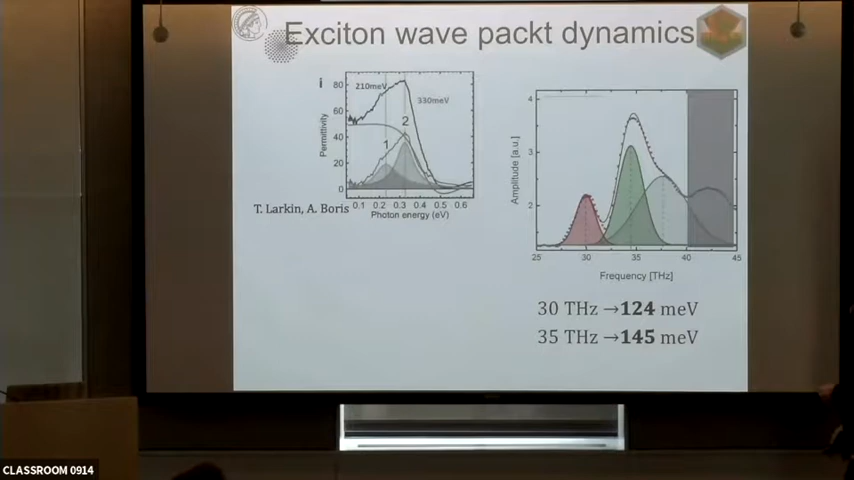 Exciton wave packt dynamics
i
80
60
40
20
0
Permittivity
210meV
330meV
1
2
0.1 0.2 0.3 0.4 0.5 0.6
Photon energy (eV)
T. Larkin, A. Boris
4
3
2
Amplitude [a.u.]
25 30 35 40 45
Frequency [THz]
30 THz →124 meV
35 THz →145 meV
CLASSROOM 0914